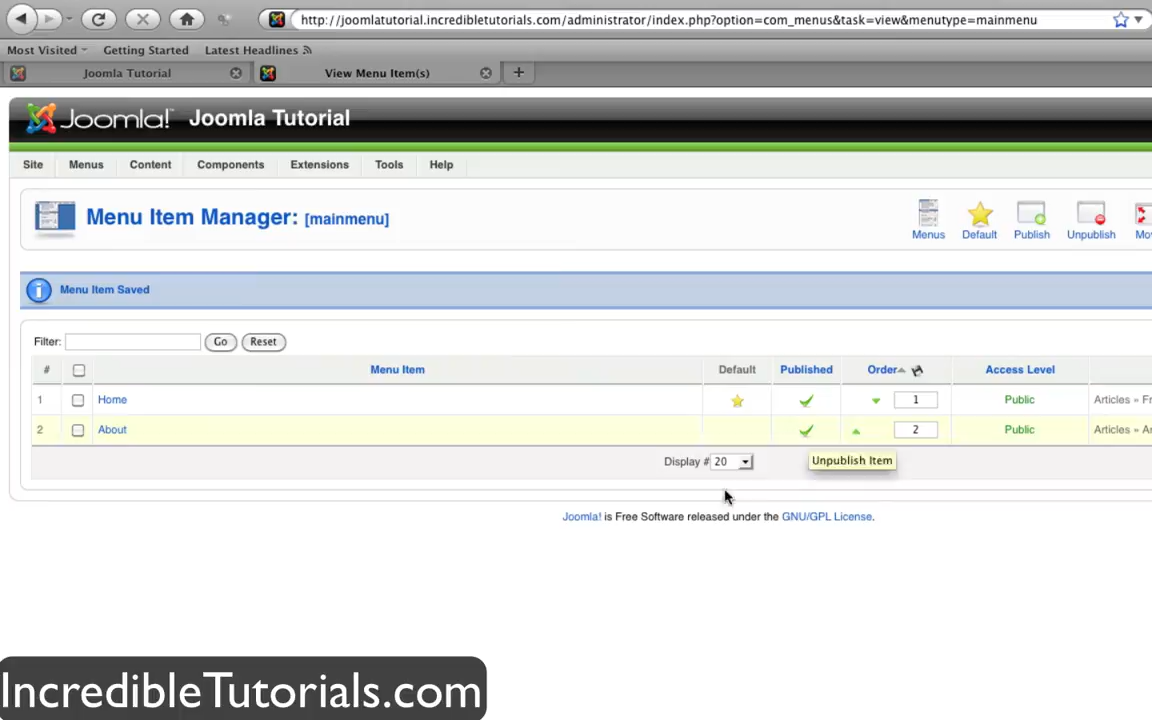 http://joomlatutorial.incredibletutorials.com/administrator/index.php?option=com_menus&task=view&menutype=mainmenu
Most Visited Getting Started Latest Headlines
Joomla Tutorial View Menu Item(s)
Joomla! Joomla Tutorial
Site Menus Content Components Extensions Tools Help
Menu Item Manager: [mainmenu]
Menus Default Publish Unpublish Mov
Menu Item Saved
Filter: Go Reset
# Menu Item Default Published Order Access Level
1 Home 1 Public Articles » Fr
2 About 2 Public Articles » Ar
Display # 20 Unpublish Item
Joomla! is Free Software released under the GNU/GPL License.
IncredibleTutorials.com